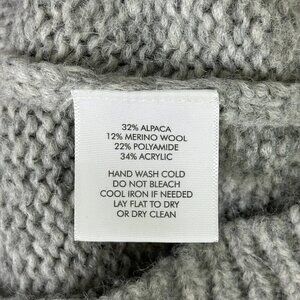 32% ALPACA
12% MERINO WOOL
22% POLYAMIDE
34% ACRYLIC
HAND WASH COLD
DO NOT BLEACH
COOL IRON IF NEEDED
LAY FLAT TO DRY
OR DRY CLEAN